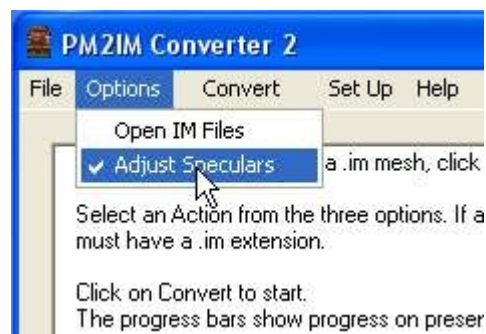 PM2IM Converter 2
File Options Convert Set Up Help
Open IM Files
Adjust Speculars
a .im mesh, click
Select an Action from the three options. If a
must have a .im extension.
Click on Convert to start.
The progress bars show progress on presen